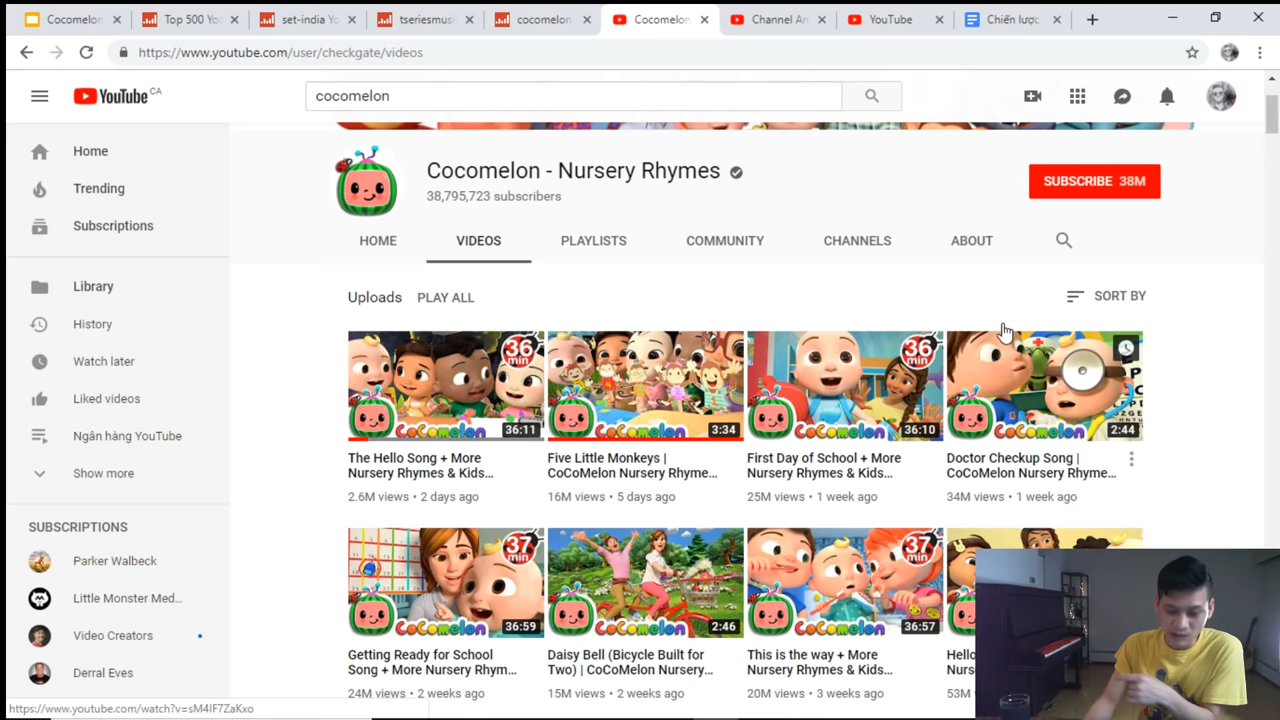 Cocomelon
Top 500 Yo
set-india Yo
tseriesmusi
cocomelon
Cocomelon
Channel An
YouTube
Chiến lược
https://www.youtube.com/user/checkgate/videos
YouTube CA
cocomelon
Home
Trending
Subscriptions
Library
History
Watch later
Liked videos
Ngân hàng YouTube
Show more
SUBSCRIPTIONS
Parker Walbeck
Little Monster Med...
Video Creators
Derral Eves
Cocomelon - Nursery Rhymes
38,795,723 subscribers
SUBSCRIBE 38M
HOME
VIDEOS
PLAYLISTS
COMMUNITY
CHANNELS
ABOUT
Uploads PLAY ALL
SORT BY
36 min
CoComelon
36:11
The Hello Song + More
Nursery Rhymes & Kids...
2.6M views • 2 days ago
CoComelon
3:34
Five Little Monkeys |
CoCoMelon Nursery Rhyme...
16M views • 5 days ago
36 min
CoComelon
36:10
First Day of School + More
Nursery Rhymes & Kids...
25M views • 1 week ago
CoComelon
2:44
Doctor Checkup Song |
CoCoMelon Nursery Rhyme...
34M views • 1 week ago
37 min
CoComelon
36:59
Getting Ready for School
Song + More Nursery Rhym...
24M views • 2 weeks ago
CoComelon
2:46
Daisy Bell (Bicycle Built for
Two) | CoCoMelon Nursery...
15M views • 2 weeks ago
37 min
CoComelon
36:57
This is the way + More
Nursery Rhymes & Kids...
20M views • 3 weeks ago
Hello
Nurs
53M
https://www.youtube.com/watch?v=sM4IF7ZaKxo